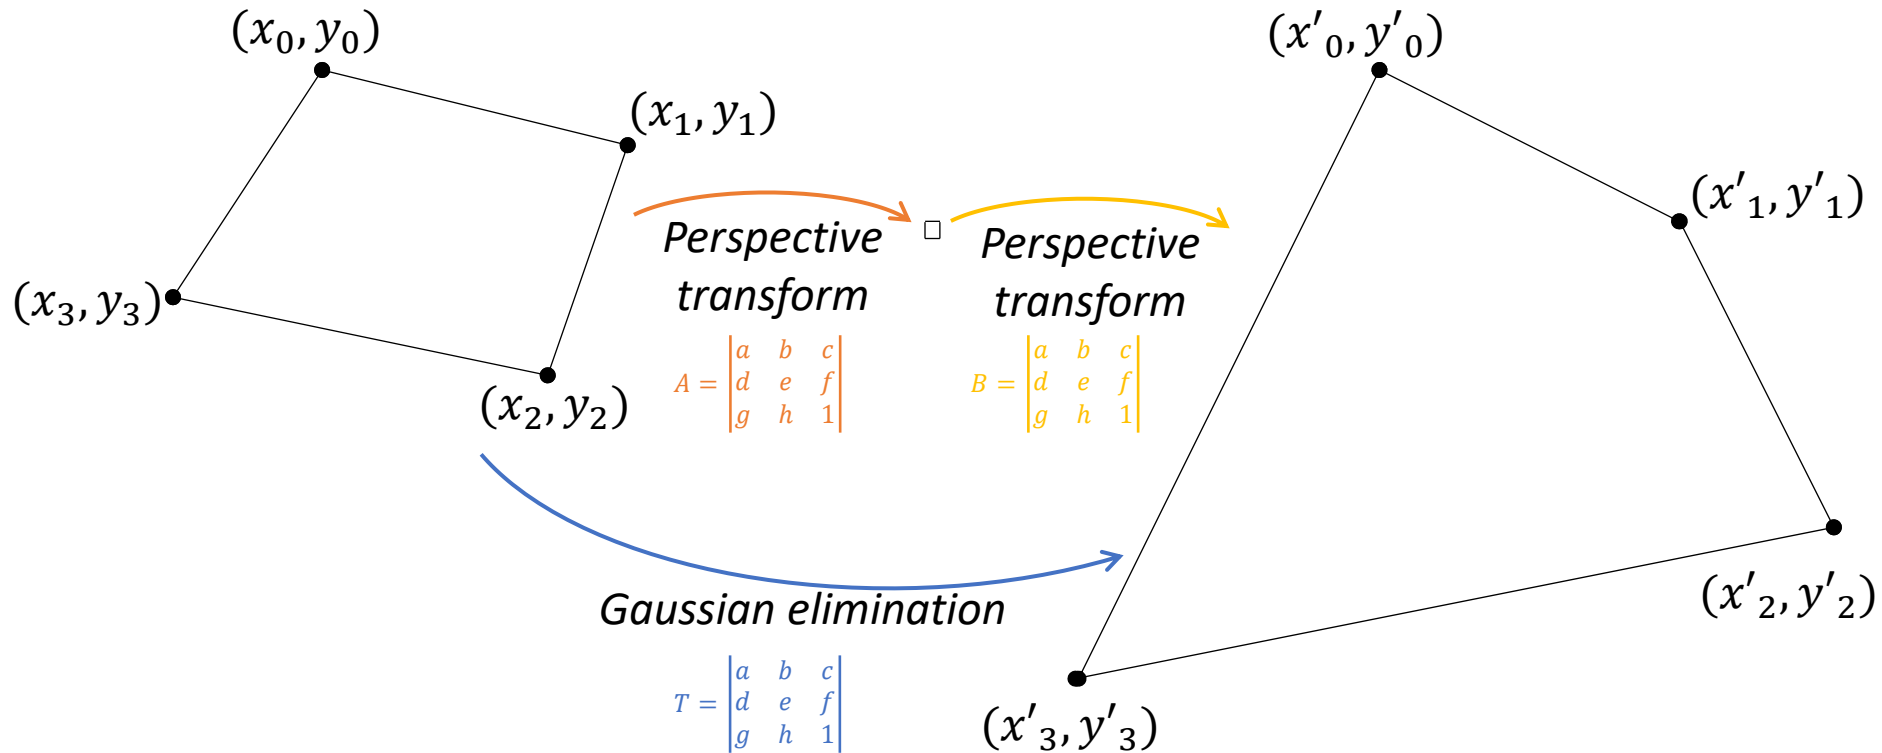 (x₀, y₀)
(x'₀, y'₀)
(x₁, y₁)
(x'₁, y'₁)
Perspective
transform
Perspective
transform
(x₃, y₃)
A = |a b c|
|d e f|
|g h 1|
B = |a b c|
|d e f|
|g h 1|
(x₂, y₂)
(x'₂, y'₂)
Gaussian elimination
T = |a b c|
|d e f|
|g h 1|
(x'₃, y'₃)